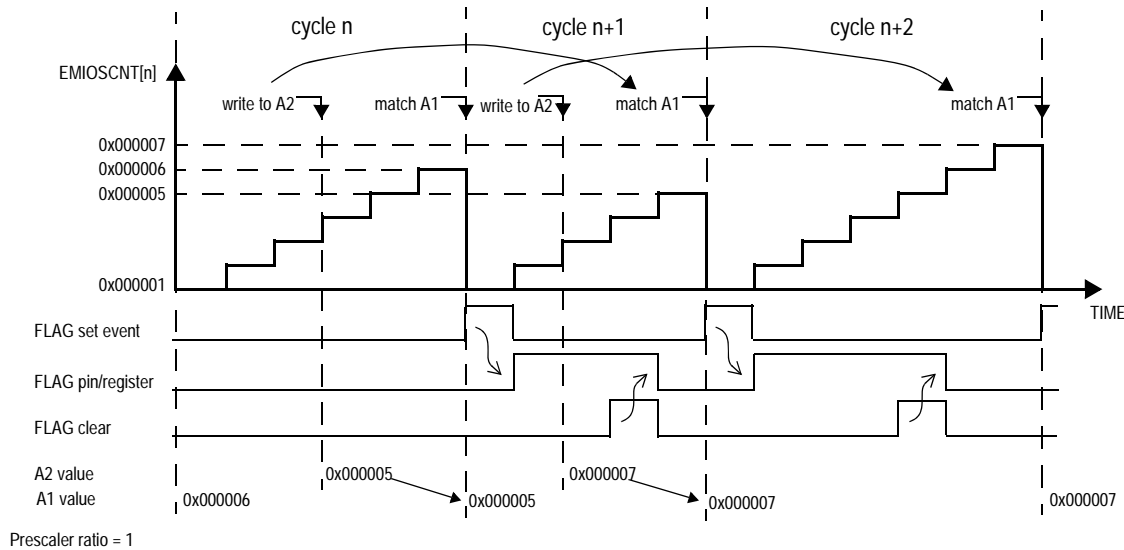 cycle n cycle n+1 cycle n+2
EMIOSCNT[n]
write to A2 match A1 write to A2 match A1 match A1
0x000007
0x000006
0x000005
0x000001
TIME
FLAG set event
FLAG pin/register
FLAG clear
A2 value 0x000005 0x000007
A1 value 0x000006 0x000005 0x000007 0x000007
Prescaler ratio = 1